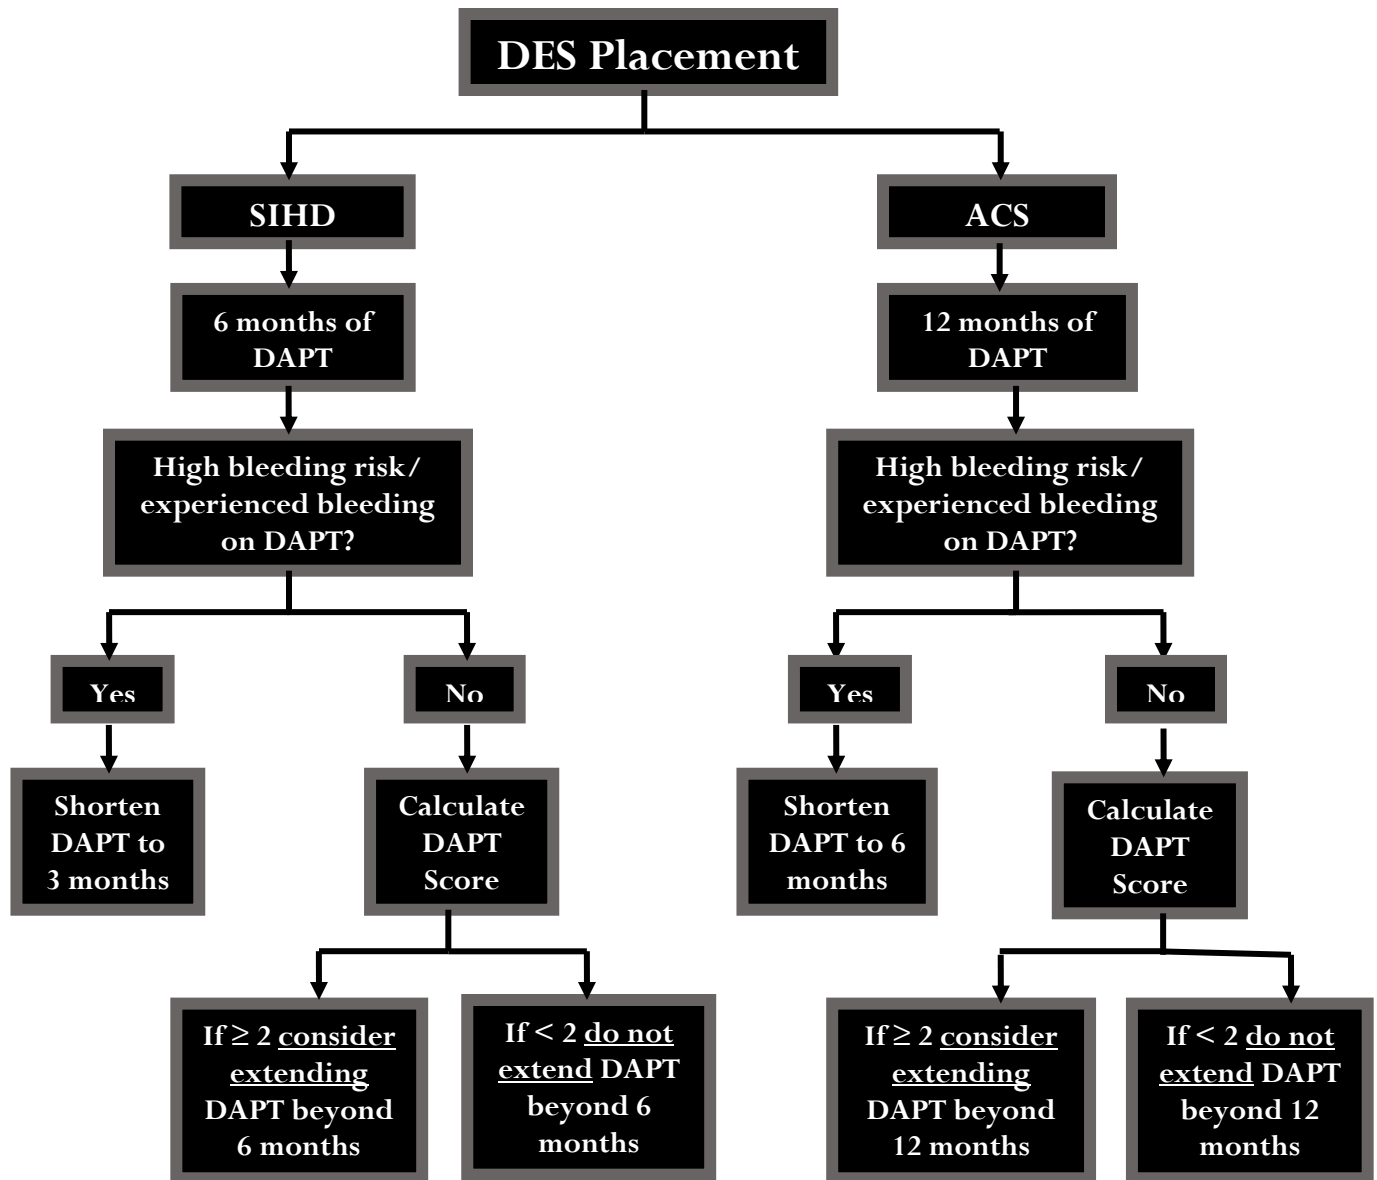 DES Placement
SIHD
ACS
6 months of
DAPT
12 months of
DAPT
High bleeding risk/
experienced bleeding
on DAPT?
High bleeding risk/
experienced bleeding
on DAPT?
Yes
No
Yes
No
Shorten
DAPT to
3 months
Calculate
DAPT
Score
Shorten
DAPT to 6
months
Calculate
DAPT
Score
If ≥ 2 consider
extending
DAPT beyond
6 months
If < 2 do not
extend DAPT
beyond 6
months
If ≥ 2 consider
extending
DAPT beyond
12 months
If < 2 do not
extend DAPT
beyond 12
months